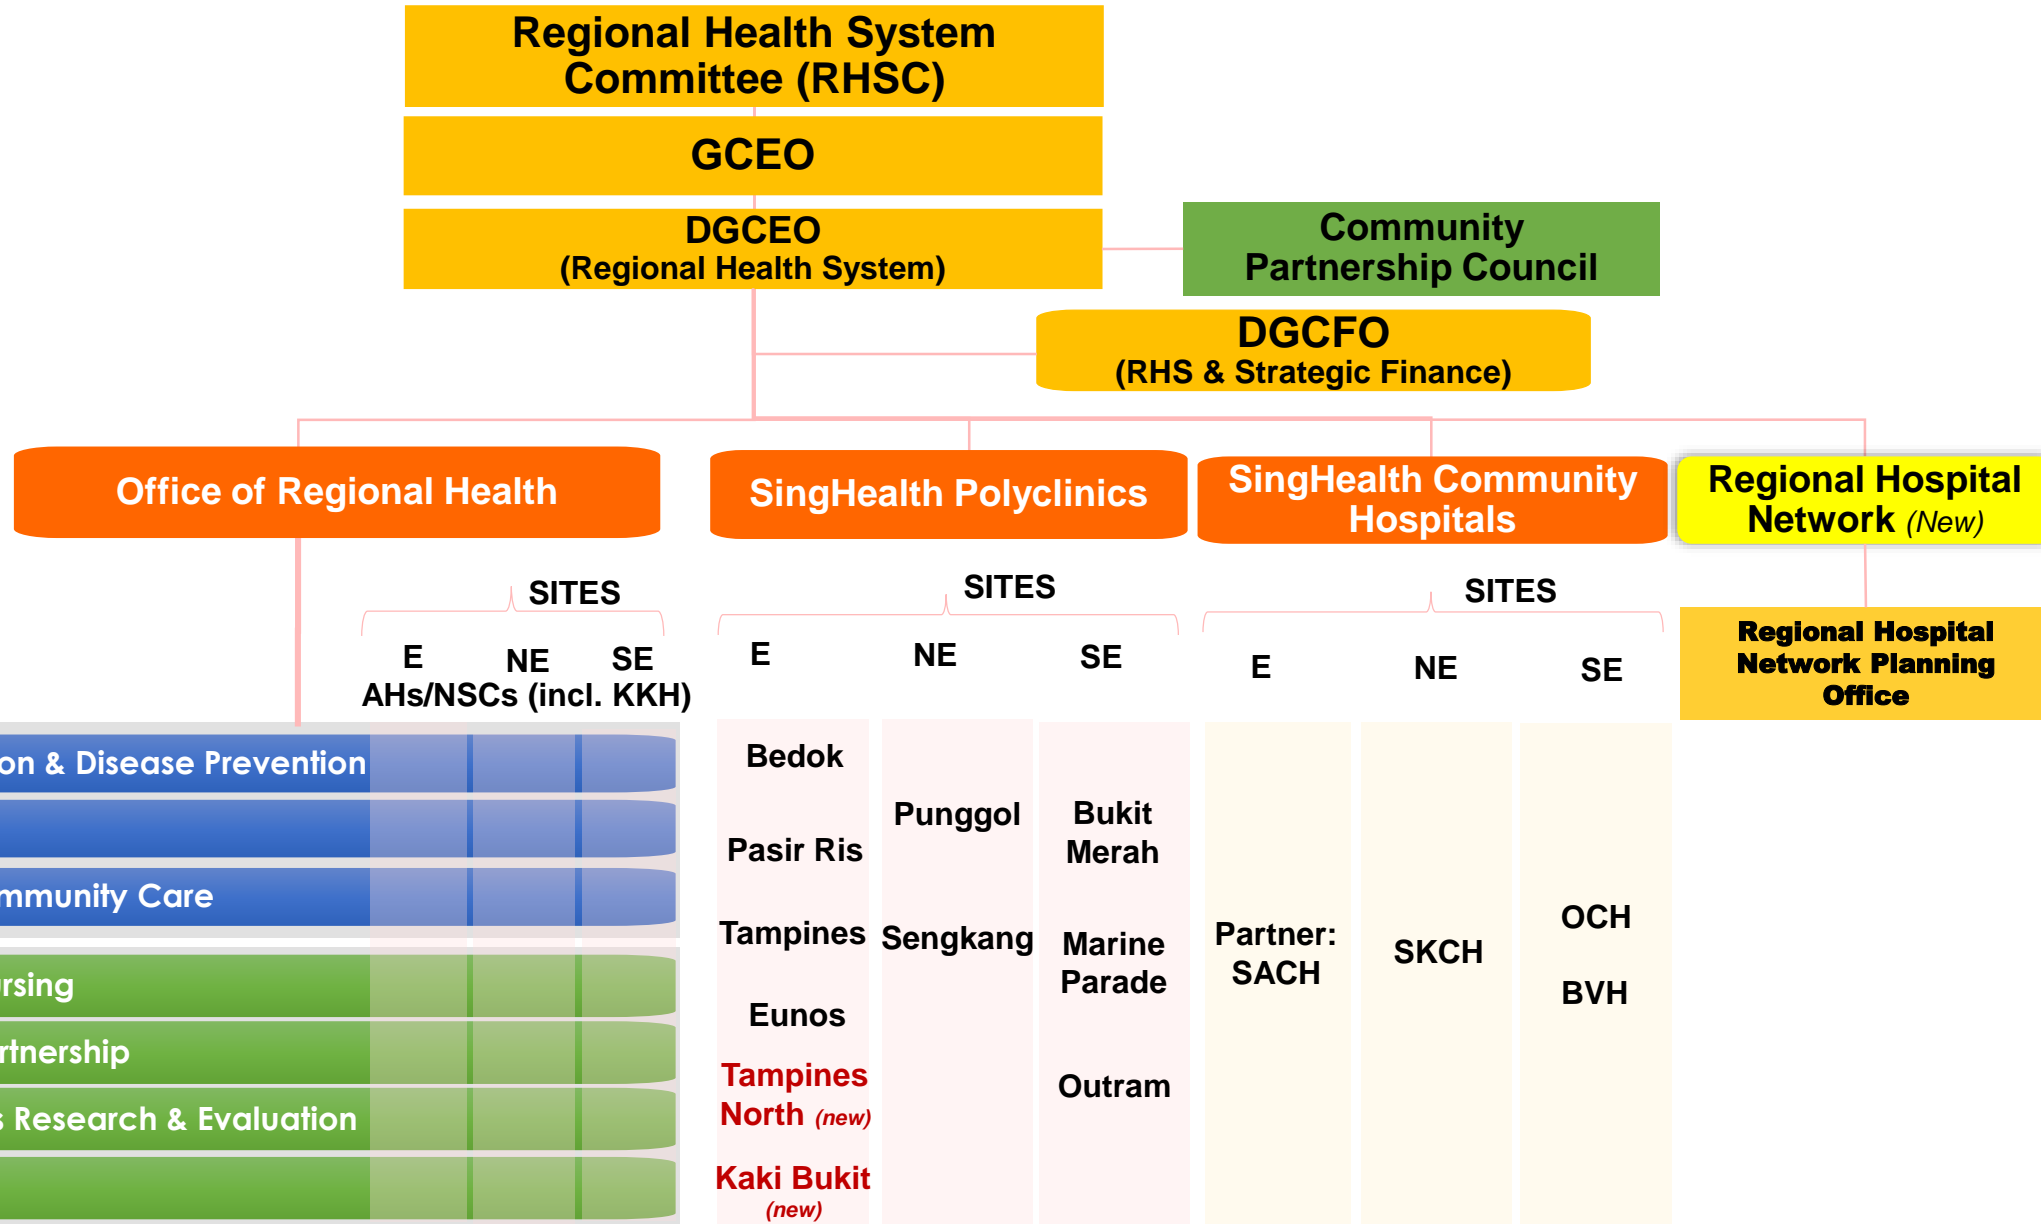 Regional Health System
Committee (RHSC)
GCEO
DGCEO
(Regional Health System)
Community
Partnership Council
DGCFO
(RHS & Strategic Finance)
Office of Regional Health
SingHealth Polyclinics
SingHealth Community
Hospitals
Regional Hospital
Network (New)
SITES
E NE SE
AHs/NSCs (incl. KKH)
SITES
E NE SE
SITES
E NE SE
Regional Hospital
Network Planning
Office
on & Disease Prevention
mmunity Care
ursing
rtnership
s Research & Evaluation
Bedok
Pasir Ris
Tampines
Eunos
Tampines
North (new)
Kaki Bukit
(new)
Punggol
Sengkang
Bukit
Merah
Marine
Parade
Outram
Partner:
SACH
SKCH
OCH
BVH